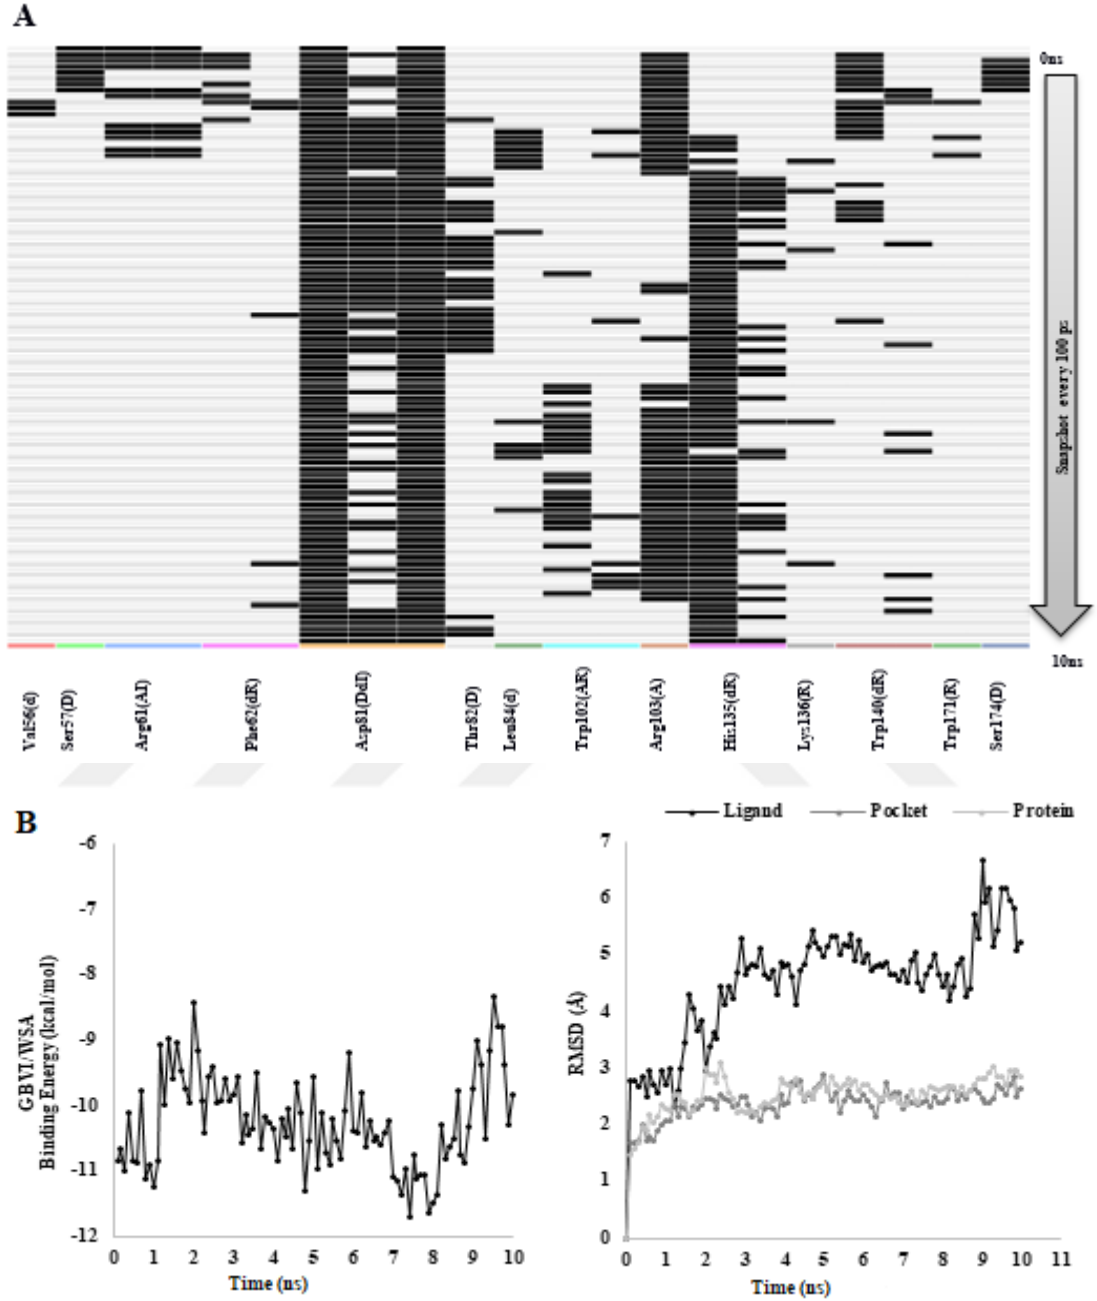 A
0ns
Snapshot every 100 ps
10ns
Val56(d)
Ser57(D)
Arg61(AI)
Phe62(dR)
Asp81(DdI)
Thr82(D)
Leu84(d)
Trp102(AR)
Arg103(A)
His135(dR)
Lys136(R)
Trp140(dR)
Trp171(R)
Ser174(D)
B
Ligand Pocket Protein
-6
-7
-8
-9
-10
-11
-12
GBVI/WSA
Binding Energy (kcal/mol)
0 1 2 3 4 5 6 7 8 9 10
Time (ns)
7
6
5
4
3
2
1
0
RMSD (Å)
0 1 2 3 4 5 6 7 8 9 10 11
Time (ns)